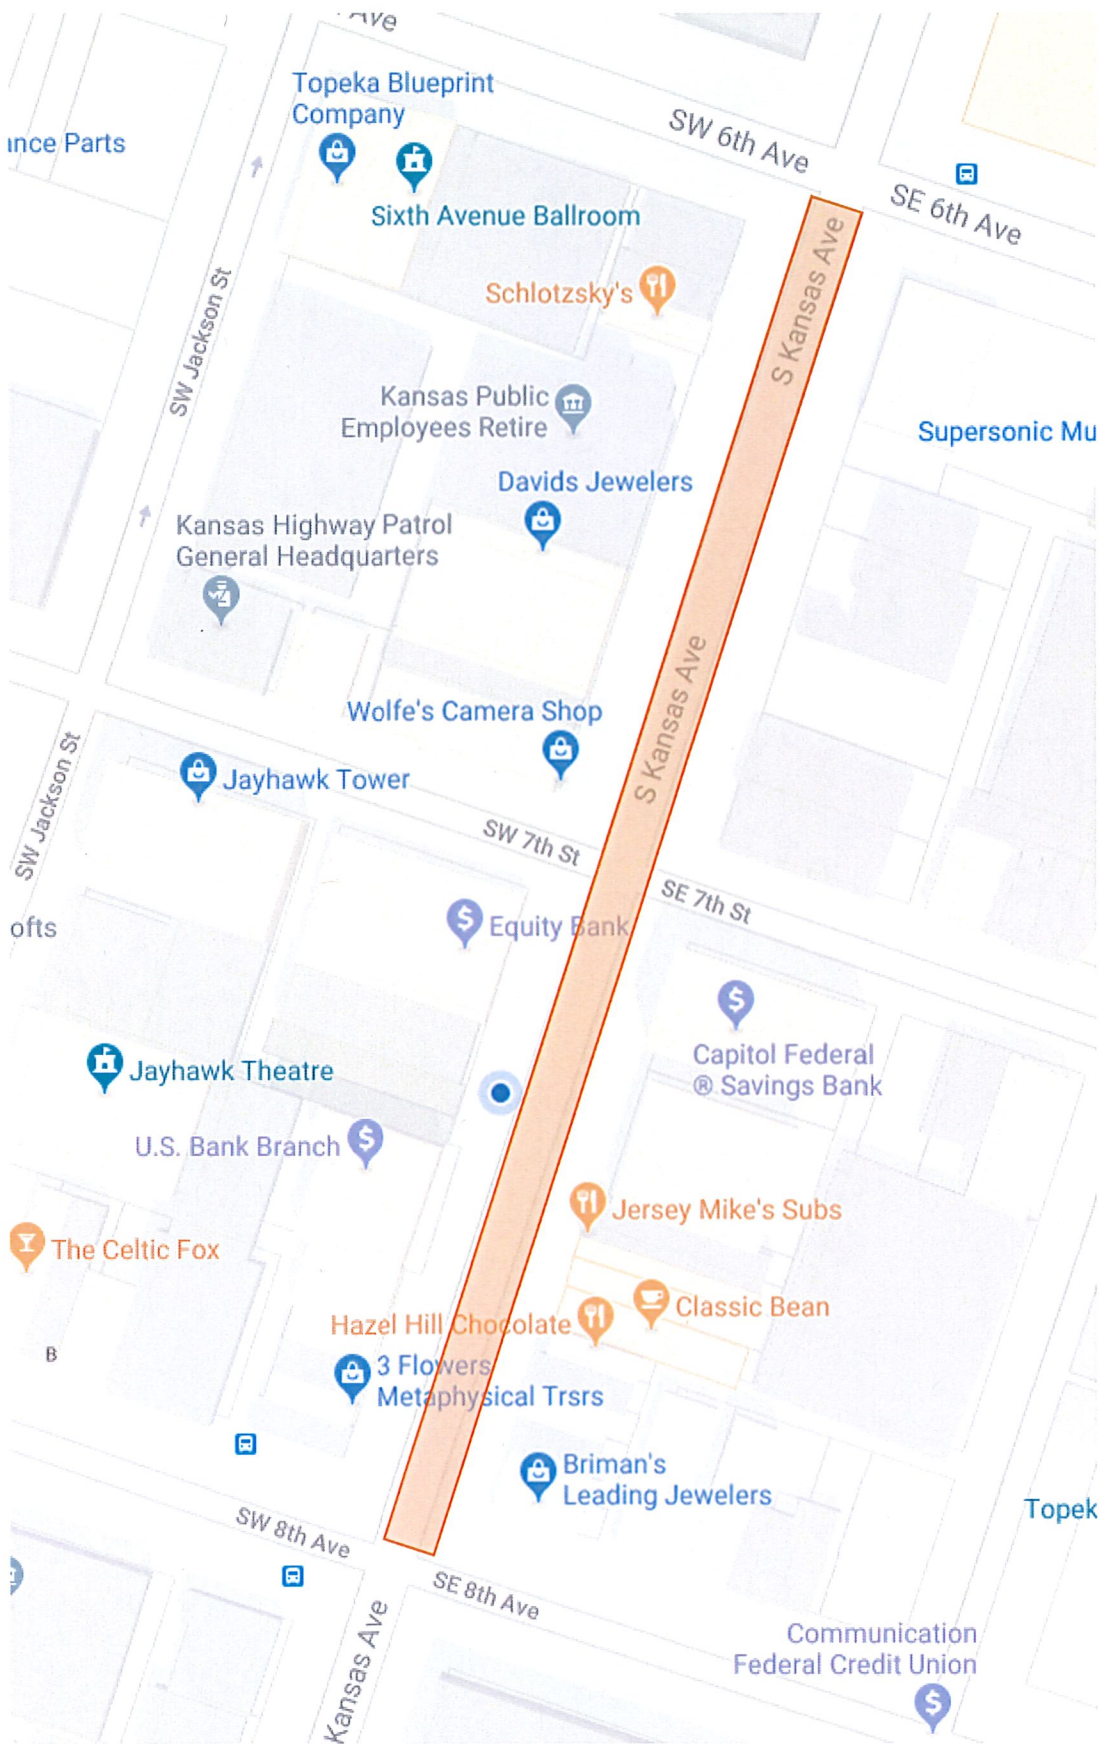 Ave
Topeka Blueprint
Company
SW 6th Ave
ance Parts
SE 6th Ave
Sixth Avenue Ballroom
S Kansas Ave
Schlotzsky's
SW Jackson St
Kansas Public
Employees Retire
Supersonic Mu
Davids Jewelers
Kansas Highway Patrol
General Headquarters
S Kansas Ave
Wolfe's Camera Shop
SW Jackson St
Jayhawk Tower
SW 7th St
SE 7th St
ofts
Equity Bank
Capitol Federal
® Savings Bank
Jayhawk Theatre
U.S. Bank Branch
Jersey Mike's Subs
The Celtic Fox
Classic Bean
Hazel Hill Chocolate
B
3 Flowers
Metaphysical Trsrs
Briman's
Leading Jewelers
Topek
SW 8th Ave
SE 8th Ave
Kansas Ave
Communication
Federal Credit Union